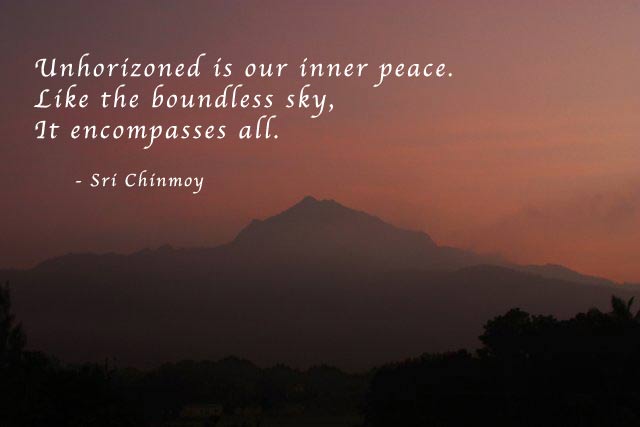 Unhorizoned is our inner peace.
Like the boundless sky,
It encompasses all.
- Sri Chinmoy